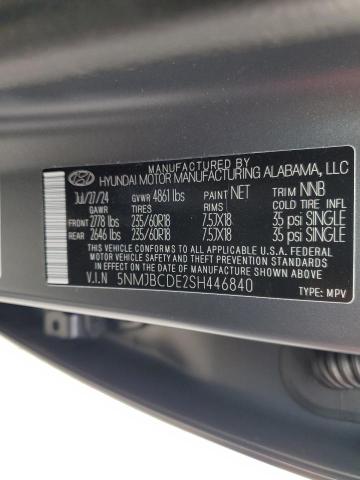 MANUFACTURED BY
HYUNDAI MOTOR MANUFACTURING ALABAMA, LLC
Jul/27/24 GVWR 4861 lbs PAINT NET TRIM NNB
GAWR TIRES RIMS COLD TIRE INFL
FRONT 2778 lbs 235/60R18 7.5JX18 35 psi SINGLE
REAR 2646 lbs 235/60R18 7.5JX18 35 psi SINGLE
THIS VEHICLE CONFORMS TO ALL APPLICABLE U.S.A. FEDERAL
MOTOR VEHICLE SAFETY AND THEFT PREVENTION STANDARDS
IN EFFECT ON THE DATE OF MANUFACTURE SHOWN ABOVE
V.I.N 5NMJBCDE2SH446840
TYPE: MPV